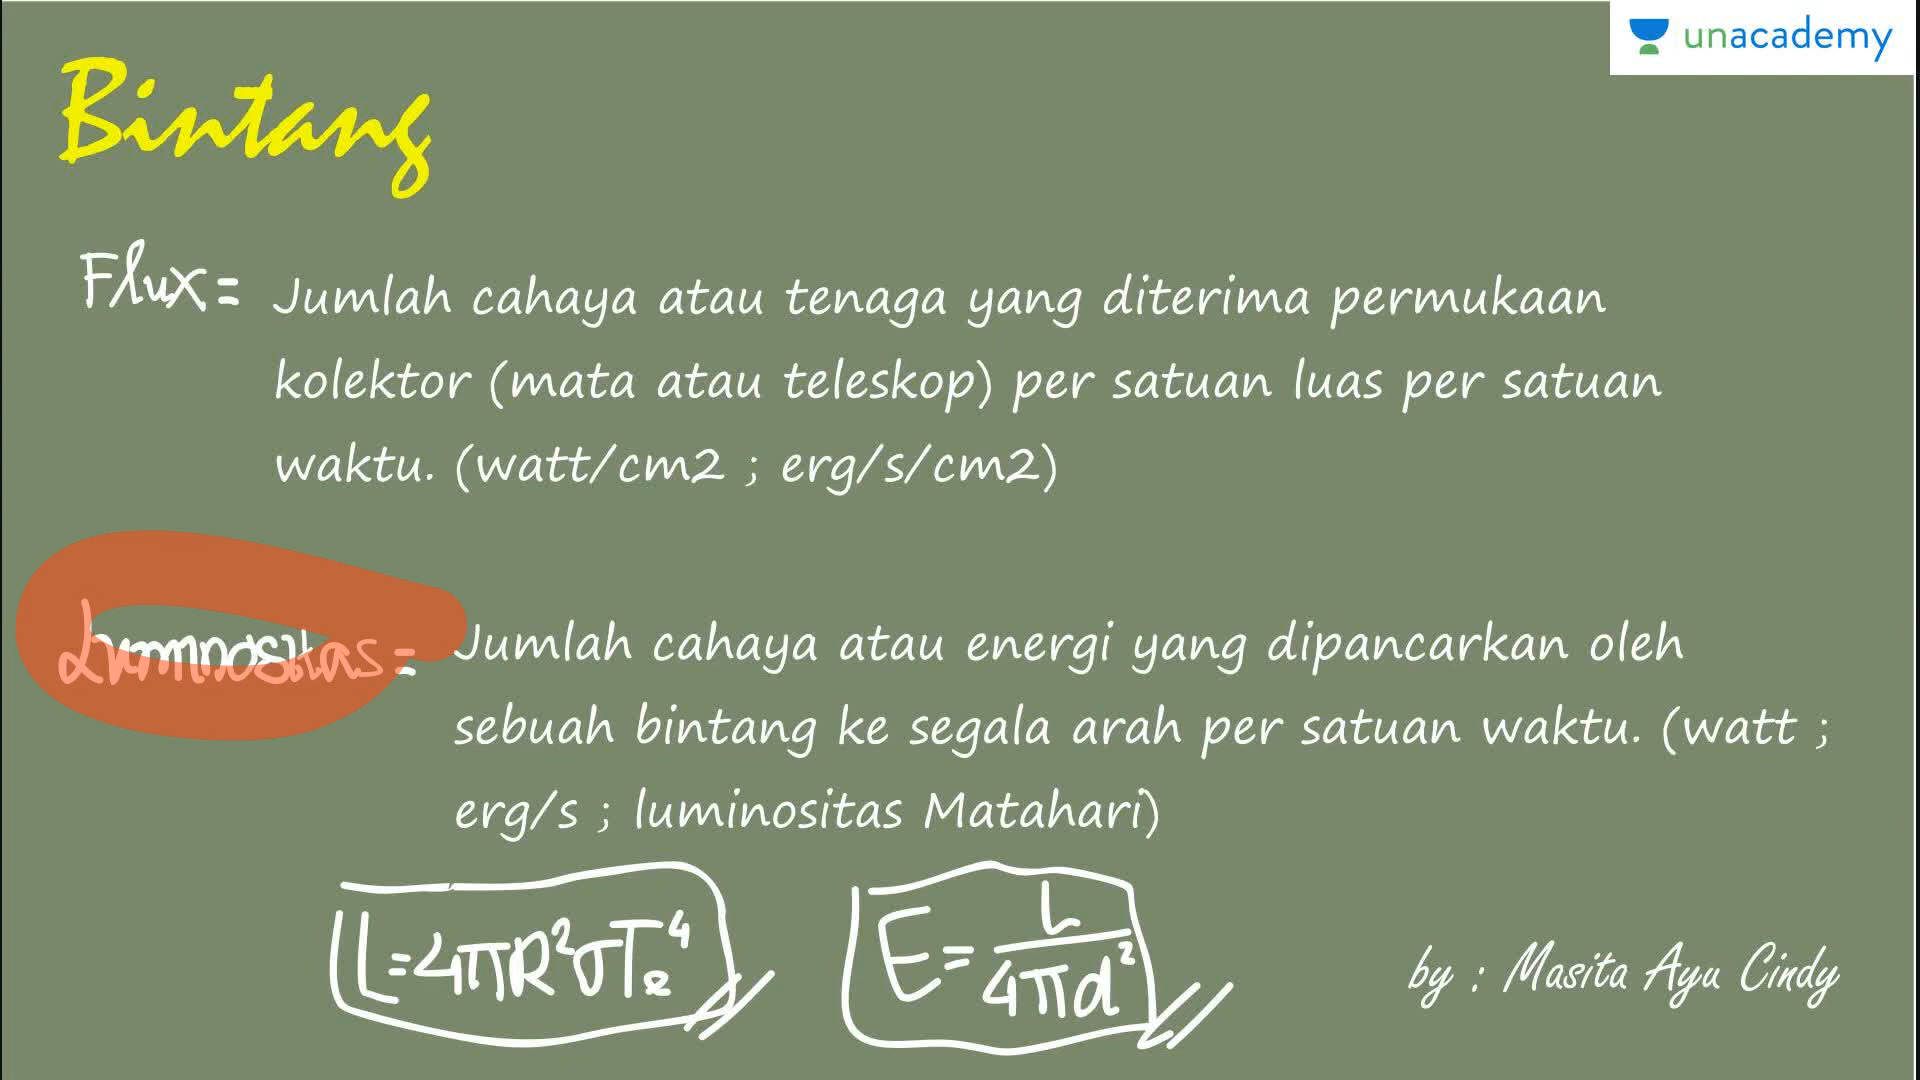 unacademy
Bintang
Flux =
Jumlah cahaya atau tenaga yang diterima permukaan
kolektor (mata atau teleskop) per satuan luas per satuan
waktu. (watt/cm2 ; erg/s/cm2)
Luminositas =
Jumlah cahaya atau energi yang dipancarkan oleh
sebuah bintang ke segala arah per satuan waktu. (watt ;
erg/s ; luminositas Matahari)
L = 4πR²σTe⁴
E = L / 4πd²
by : Masita Ayu Cindy